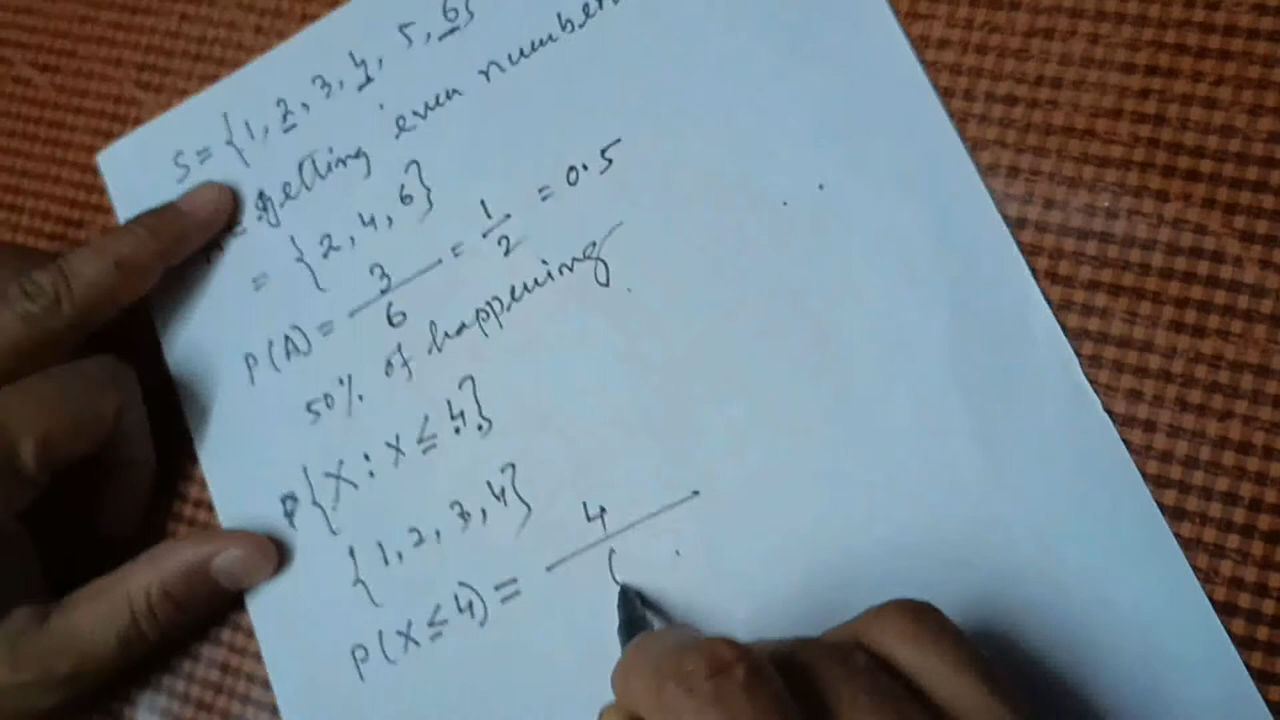 S = {1, 2, 3, 4, 5, 6}
getting even number
= {2, 4, 6}
P(A) = 3/6 = 1/2 = 0.5
50% of happening.
P{X : X ≤ 4}
{1, 2, 3, 4}
P(X ≤ 4) = 4/